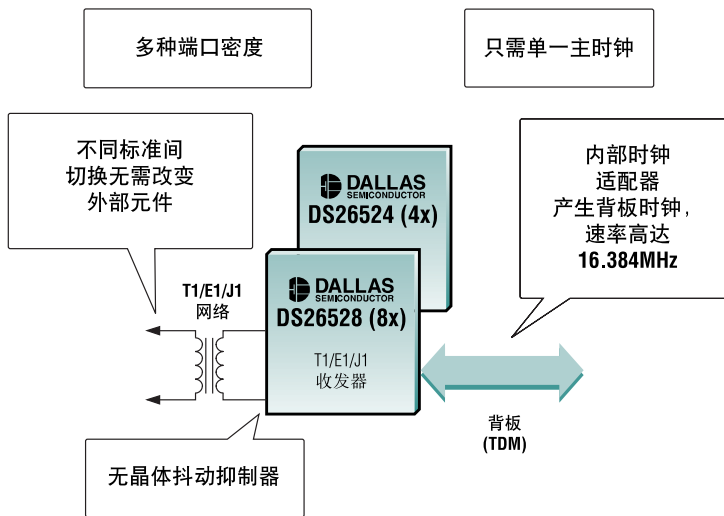 多种端口密度
只需单一主时钟
不同标准间
切换无需改变
外部元件
内部时钟
适配器
产生背板时钟，
速率高达
16.384MHz
DALLAS
SEMICONDUCTOR
DS26524 (4x)
DALLAS
SEMICONDUCTOR
DS26528 (8x)
T1/E1/J1
收发器
T1/E1/J1
网络
背板
(TDM)
无晶体抖动抑制器